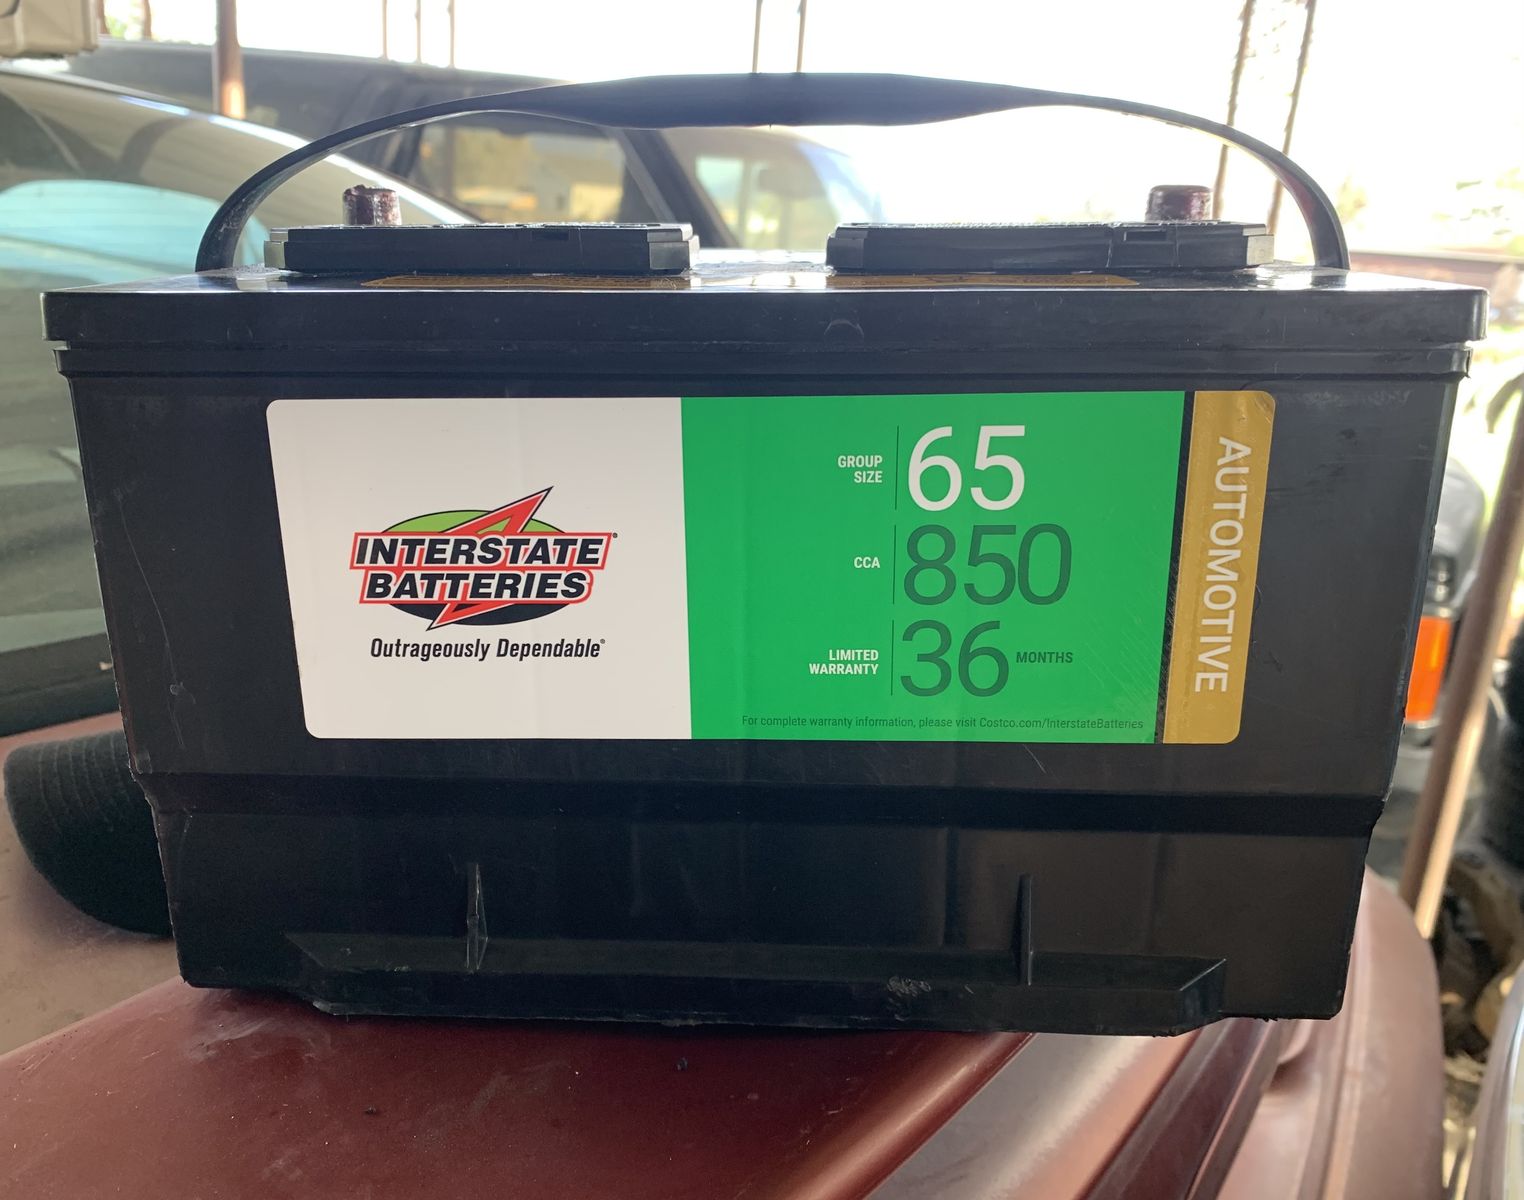 INTERSTATE
BATTERIES
Outrageously Dependable®
GROUP
SIZE
65
CCA
850
LIMITED
WARRANTY
36 MONTHS
For complete warranty information, please visit Costco.com/InterstateBatteries
AUTOMOTIVE